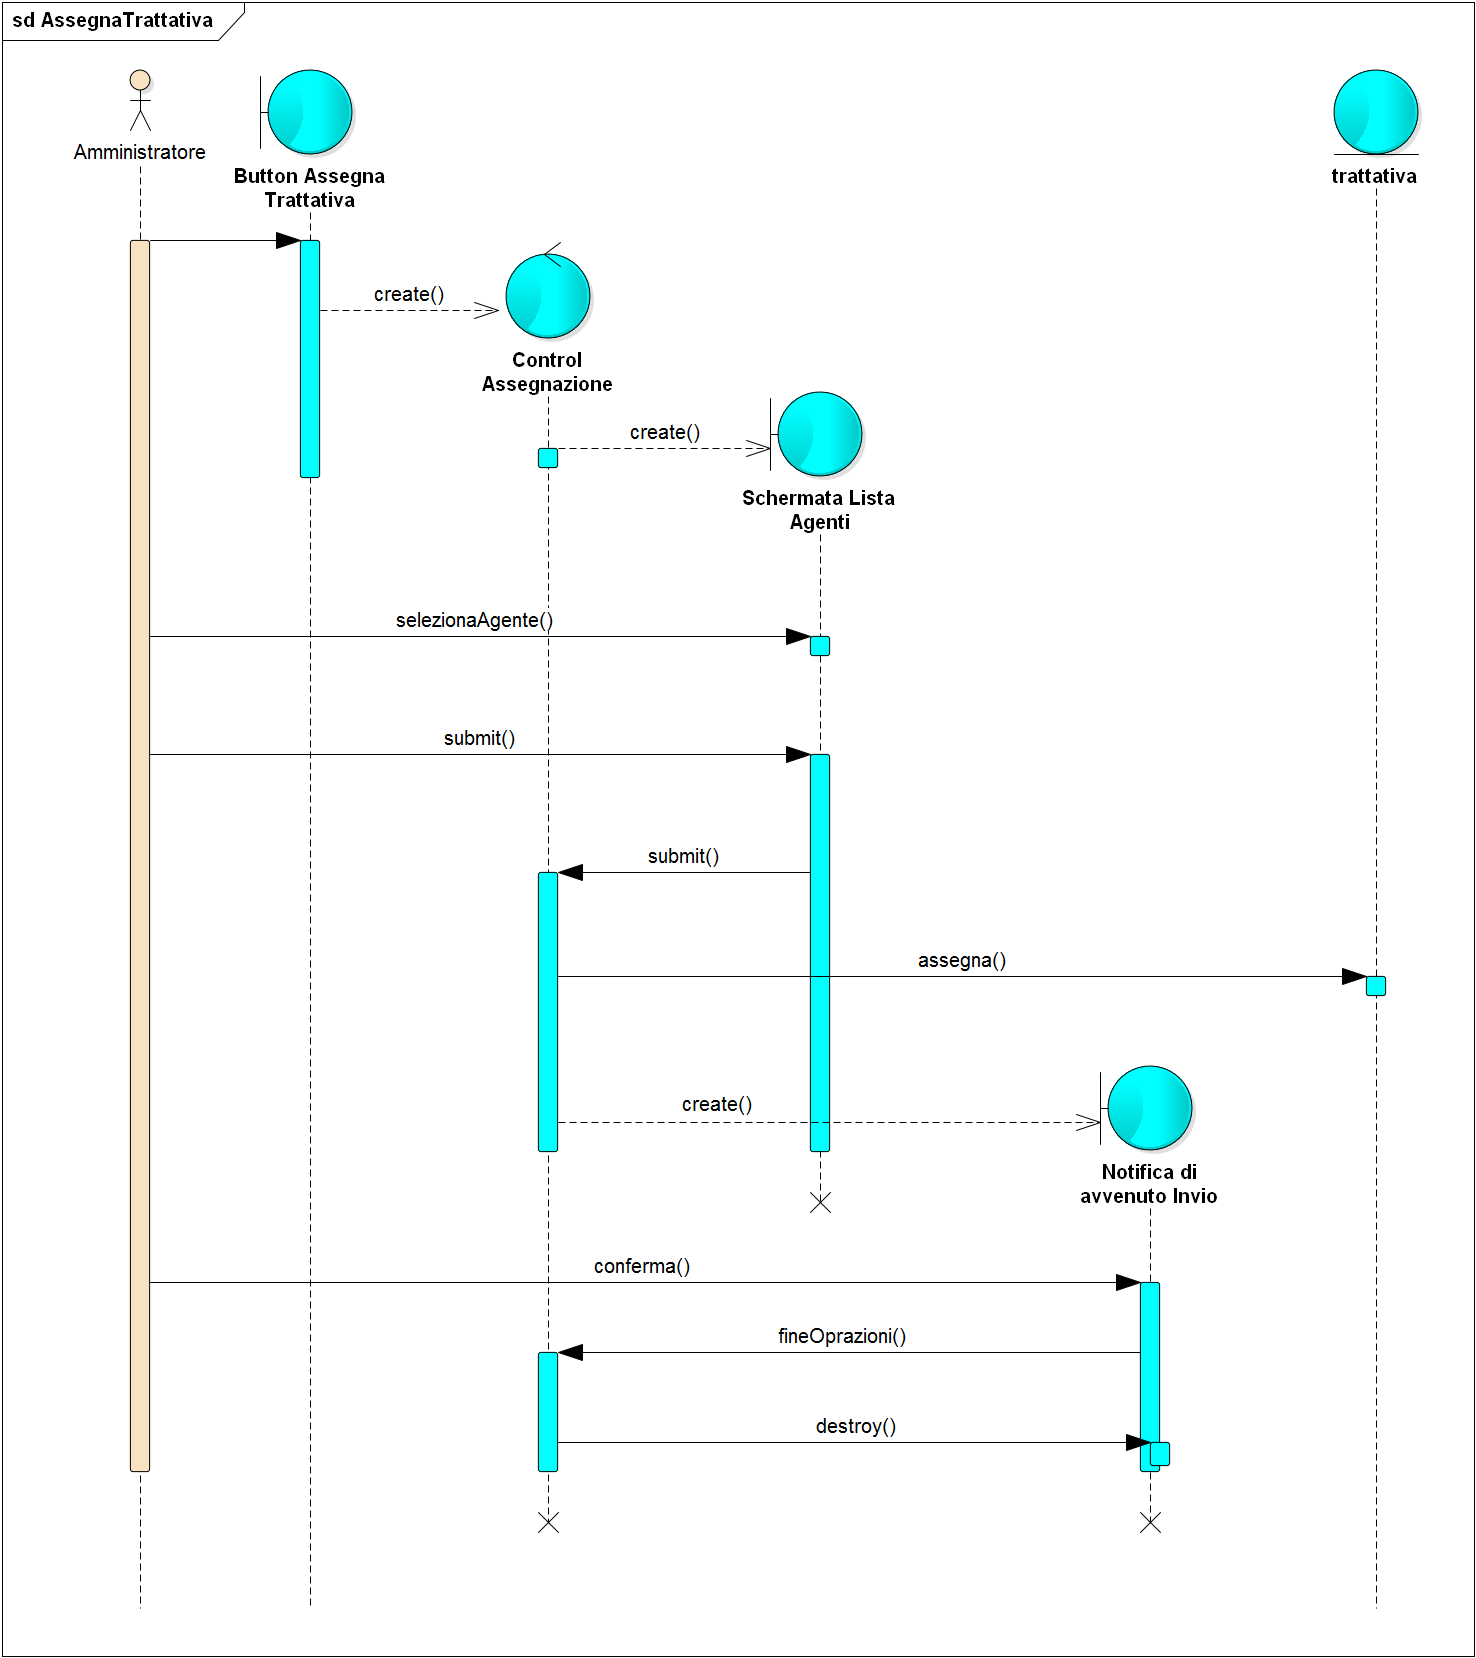 sd AssegnaTrattativa
Amministratore
Button Assegna
Trattativa
trattativa
create()
Control
Assegnazione
create()
Schermata Lista
Agenti
selezionaAgente()
submit()
submit()
assegna()
create()
Notifica di
avvenuto Invio
conferma()
fineOprazioni()
destroy()